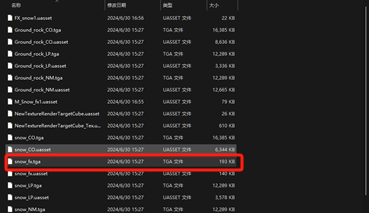 名称 修改日期 类型 大小
FX_snow1.uasset 2024/6/30 16:56 UASSET 文件 22 KB
Ground_rock_CO.tga 2024/6/30 15:27 TGA 文件 16,385 KB
Ground_rock_CO.uasset 2024/6/30 15:27 UASSET 文件 8,636 KB
Ground_rock_LP.tga 2024/6/30 15:27 TGA 文件 12,289 KB
Ground_rock_LP.uasset 2024/6/30 15:27 UASSET 文件 3,336 KB
Ground_rock_NM.tga 2024/6/30 15:27 TGA 文件 12,289 KB
Ground_rock_NM.uasset 2024/6/30 15:27 UASSET 文件 12,665 KB
M_Snow_fx1.uasset 2024/6/30 16:55 UASSET 文件 79 KB
NewTextureRenderTargetCube.uasset 2024/6/30 15:27 UASSET 文件 26 KB
NewTextureRenderTargetCube_Tex.ua... 2024/6/30 15:27 UASSET 文件 610 KB
snow_CO.tga 2024/6/30 15:27 TGA 文件 16,385 KB
snow_CO.uasset 2024/6/30 15:27 UASSET 文件 6,344 KB
snow_fx.tga 2024/6/30 15:27 TGA 文件 193 KB
snow_fx.uasset 2024/6/30 15:27 UASSET 文件 140 KB
snow_LP.tga 2024/6/30 15:27 TGA 文件 12,289 KB
snow_LP.uasset 2024/6/30 15:27 UASSET 文件 3,578 KB
snow_NM.tga 2024/6/30 15:27 TGA 文件 12,289 KB